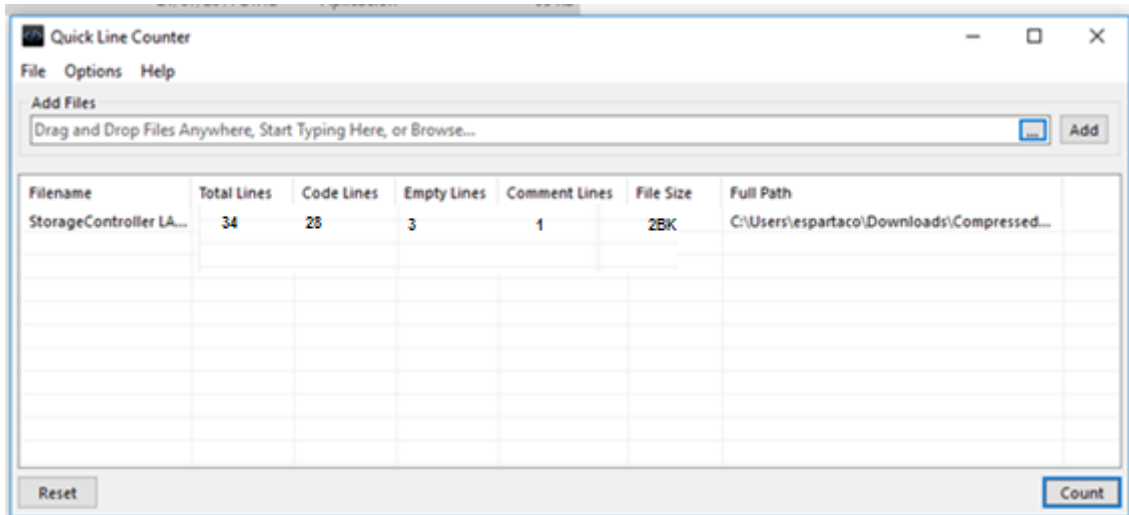 Quick Line Counter
File Options Help
Add Files
Drag and Drop Files Anywhere, Start Typing Here, or Browse...
... Add
Filename Total Lines Code Lines Empty Lines Comment Lines File Size Full Path
StorageController LA... 34 28 3 1 2BK C:\Users\espartaco\Downloads\Compressed...
Reset Count